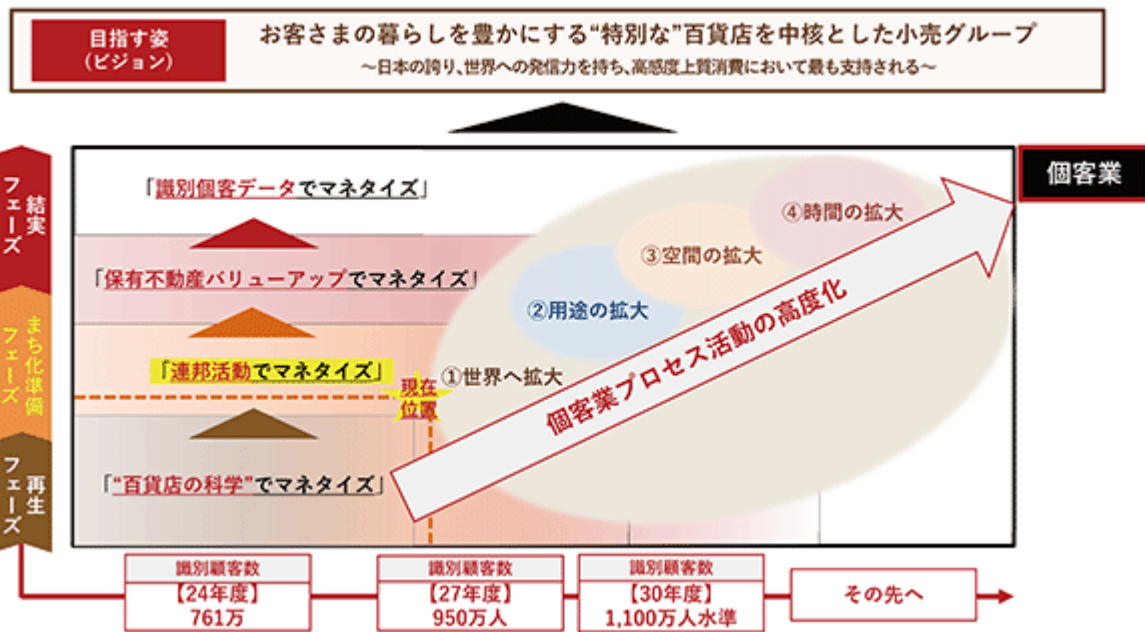 目指す姿
(ビジョン)
お客さまの暮らしを豊かにする“特別な”百貨店を中核とした小売グループ
～日本の誇り、世界への発信力を持ち、高感度上質消費において最も支持される～
個客業
結実
フェーズ
まち化準備
フェーズ
再生
フェーズ
「識別個客データでマネタイズ」
「保有不動産バリューアップでマネタイズ」
「連邦活動でマネタイズ」
「“百貨店の科学”でマネタイズ」
現在
位置
④時間の拡大
③空間の拡大
②用途の拡大
①世界へ拡大
個客業プロセス活動の高度化
識別顧客数
【24年度】
761万
識別顧客数
【27年度】
950万人
識別顧客数
【30年度】
1,100万人水準
その先へ